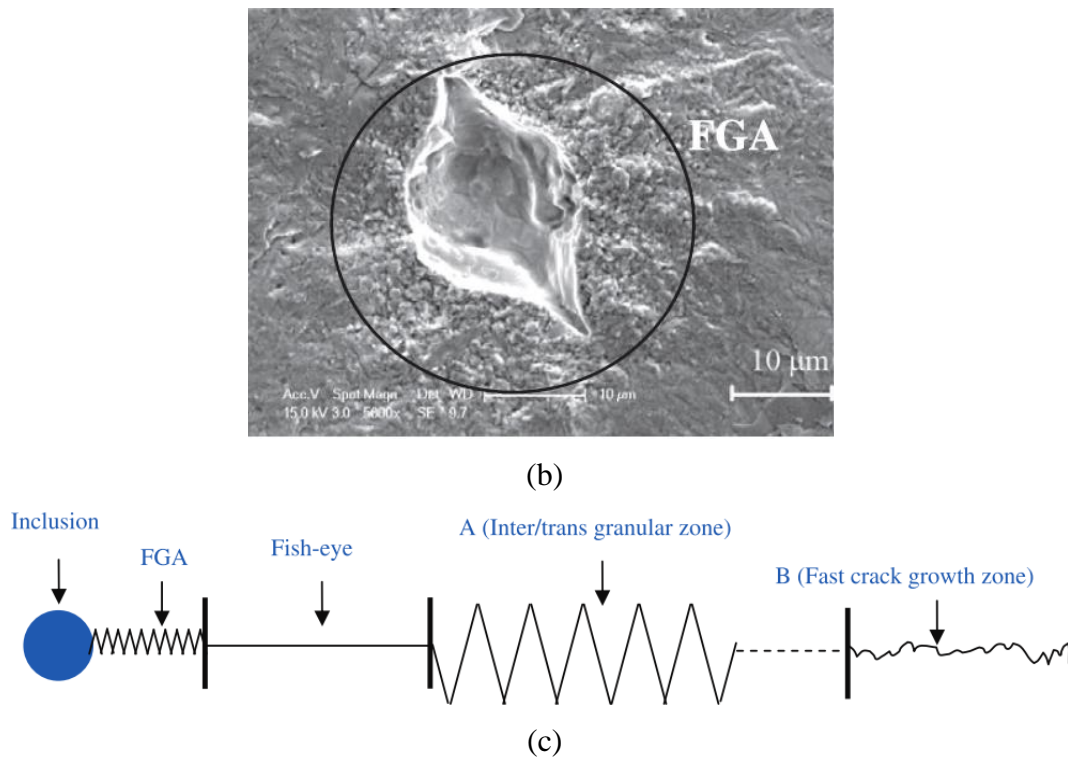 FGA
10 μm
Acc.V Spot Magn Det WD 10 μm
15.0 kV 3.0 5000x SE 9.7
(b)
Inclusion
FGA
Fish-eye
A (Inter/trans granular zone)
B (Fast crack growth zone)
(c)